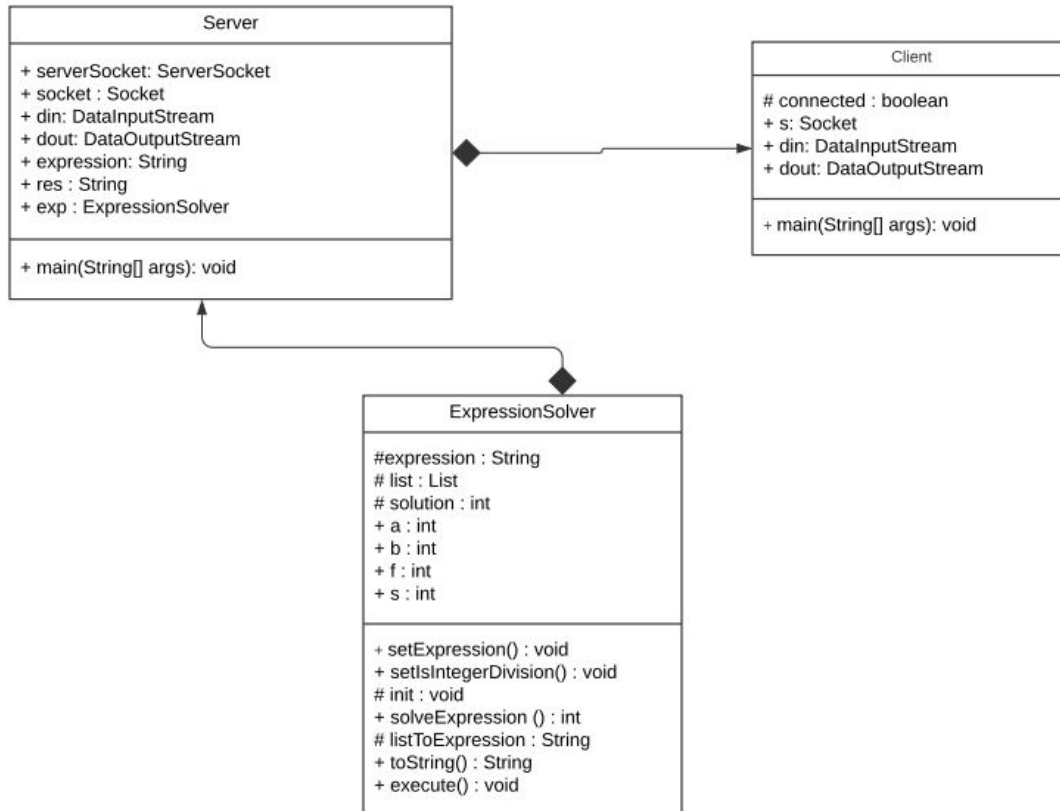 Server
+ serverSocket: ServerSocket
+ socket : Socket
+ din: DataInputStream
+ dout: DataOutputStream
+ expression: String
+ res : String
+ exp : ExpressionSolver
+ main(String[] args): void
Client
# connected : boolean
+ s: Socket
+ din: DataInputStream
+ dout: DataOutputStream
+ main(String[] args): void
ExpressionSolver
#expression : String
# list : List
# solution : int
+ a : int
+ b : int
+ f : int
+ s : int
+ setExpression() : void
+ setIsIntegerDivision() : void
# init : void
+ solveExpression () : int
# listToExpression : String
+ toString() : String
+ execute() : void